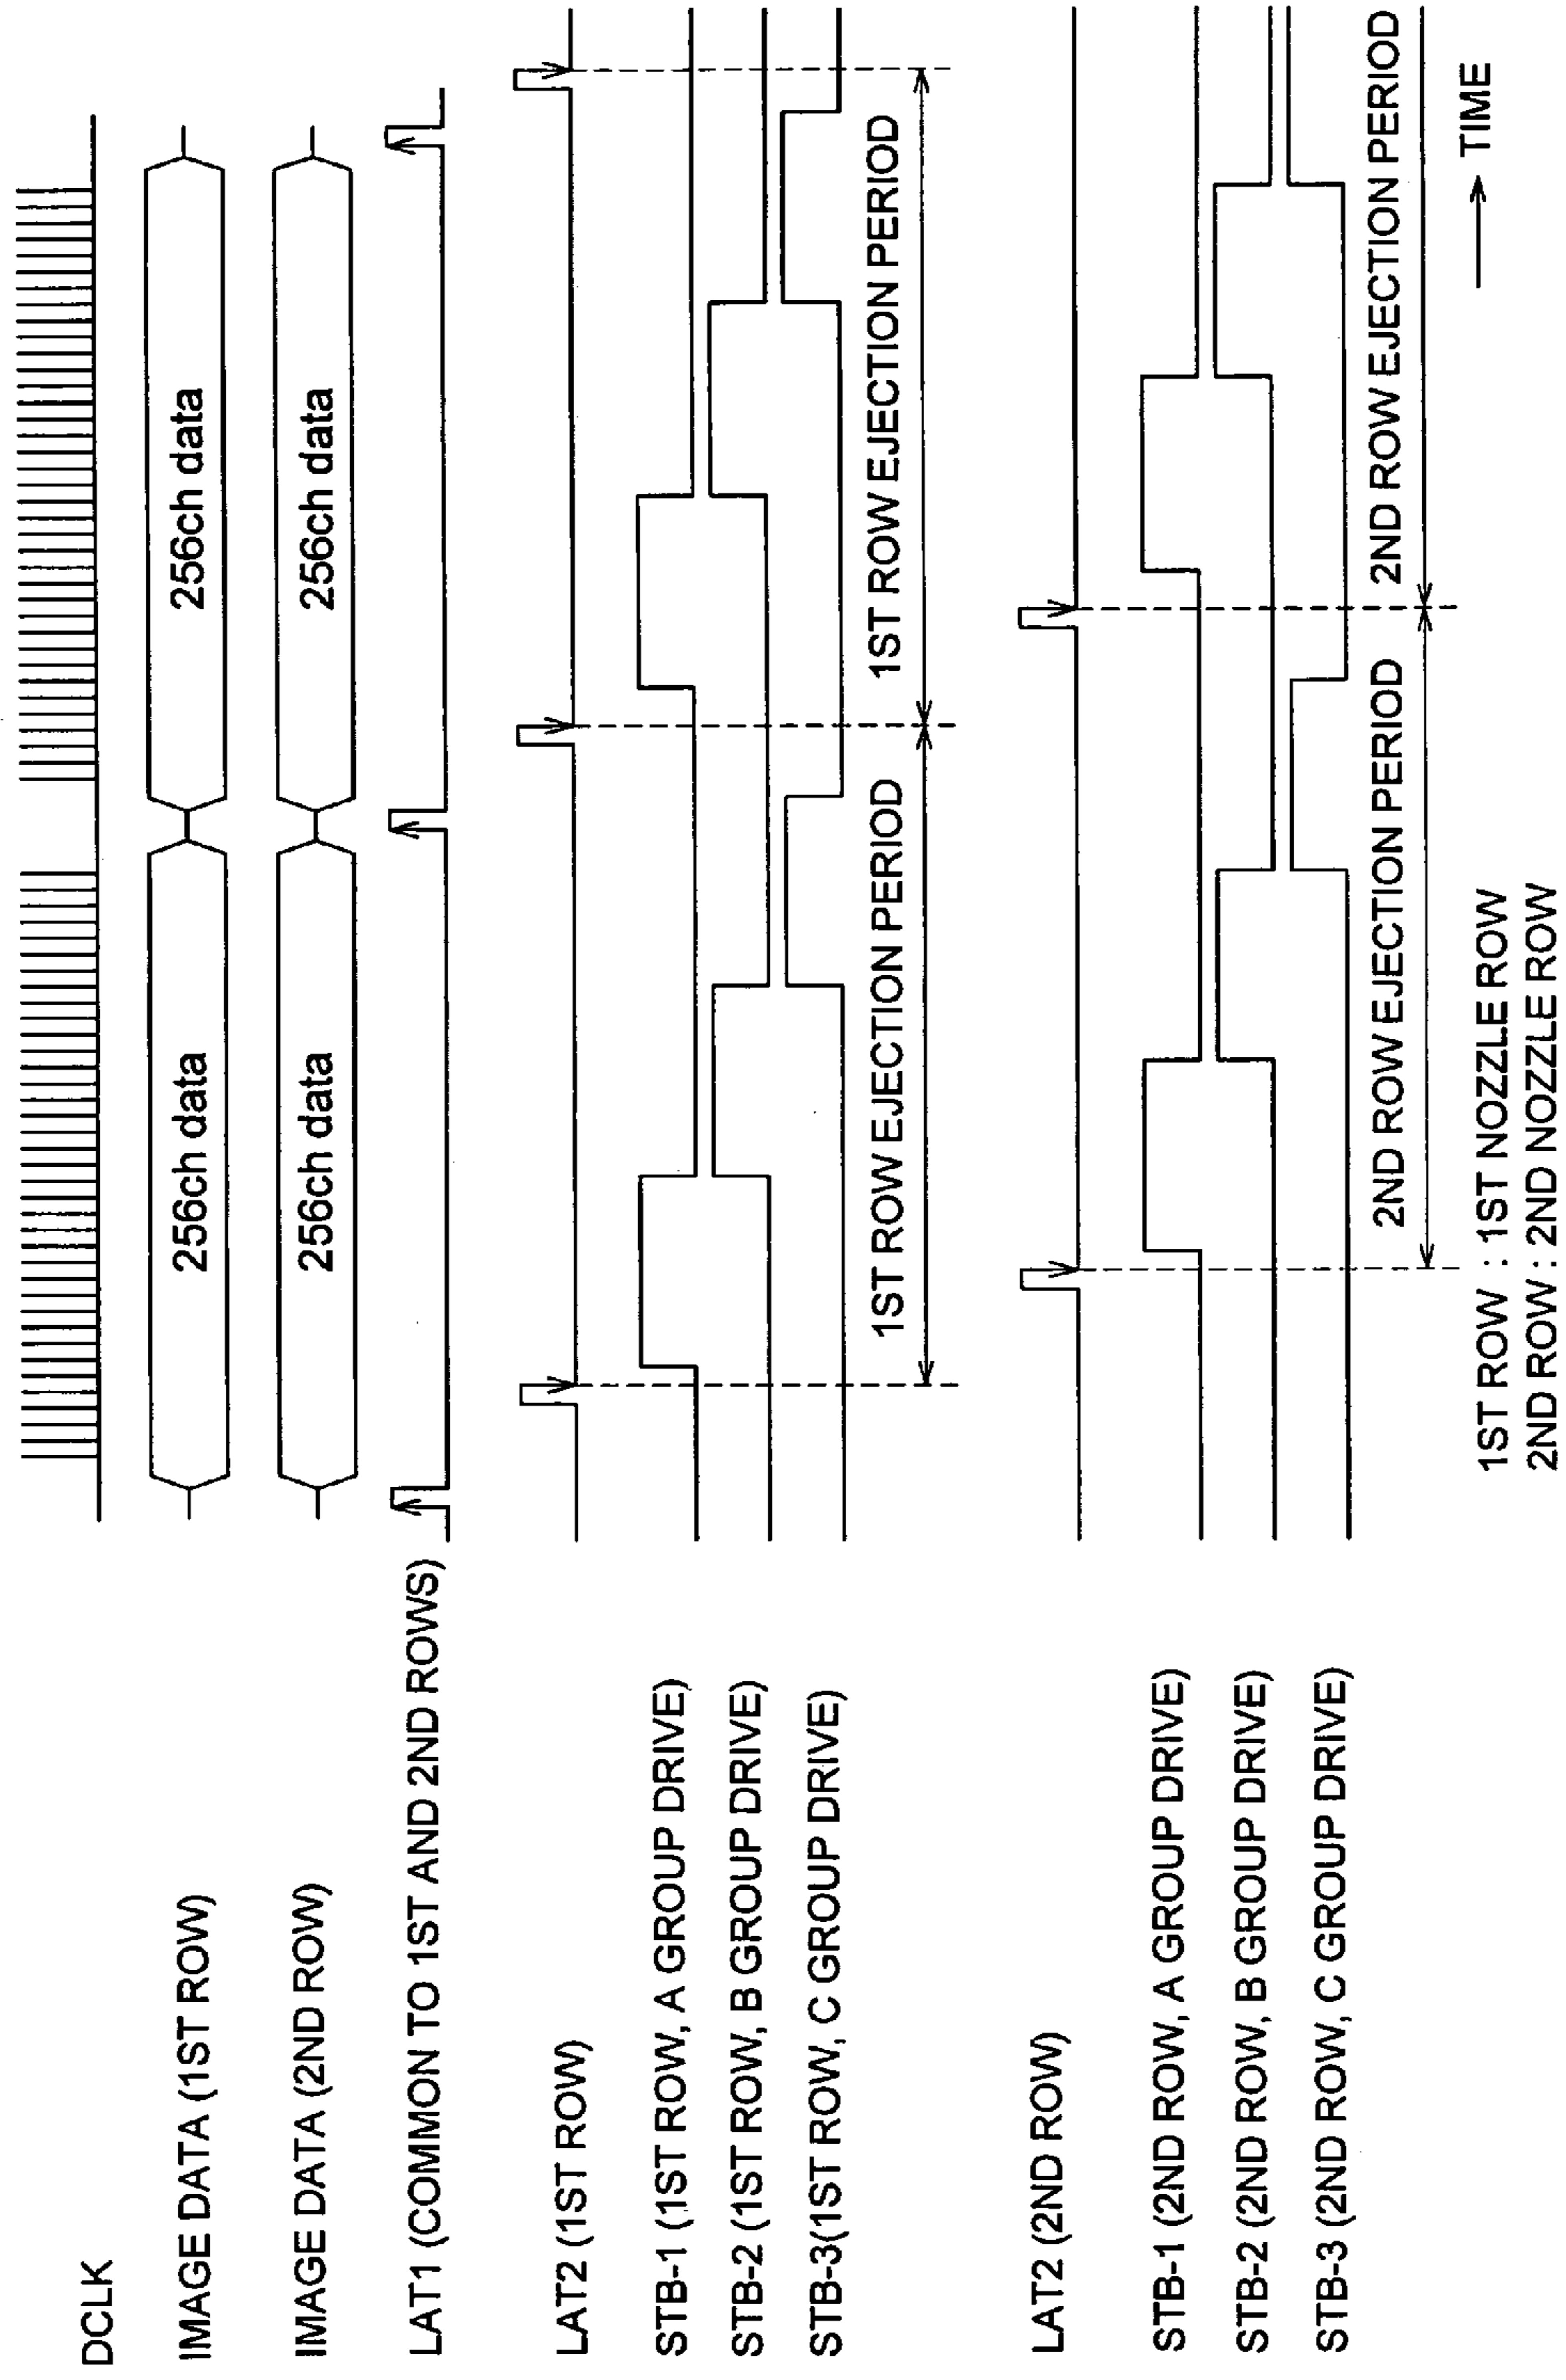 DCLK
IMAGE DATA (1ST ROW)
256ch data
256ch data
IMAGE DATA (2ND ROW)
256ch data
256ch data
LAT1 (COMMON TO 1ST AND 2ND ROWS)
LAT2 (1ST ROW)
STB-1 (1ST ROW, A GROUP DRIVE)
STB-2 (1ST ROW, B GROUP DRIVE)
STB-3(1ST ROW, C GROUP DRIVE)
1ST ROW EJECTION PERIOD
1ST ROW EJECTION PERIOD
LAT2 (2ND ROW)
STB-1 (2ND ROW, A GROUP DRIVE)
STB-2 (2ND ROW, B GROUP DRIVE)
STB-3 (2ND ROW, C GROUP DRIVE)
2ND ROW EJECTION PERIOD
2ND ROW EJECTION PERIOD
TIME
1ST ROW : 1ST NOZZLE ROW
2ND ROW : 2ND NOZZLE ROW